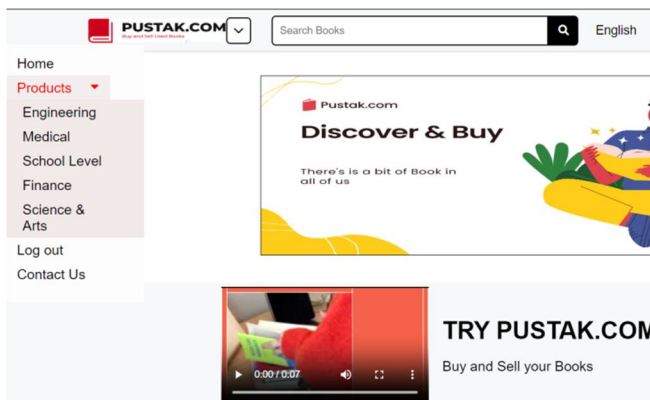 PUSTAK.COM
Buy and Sell Used Books
Search Books
English
Home
Products
Engineering
Medical
School Level
Finance
Science &
Arts
Log out
Contact Us
Pustak.com
Discover & Buy
There's is a bit of Book in
all of us
0:00 / 0:07
TRY PUSTAK.COM
Buy and Sell your Books